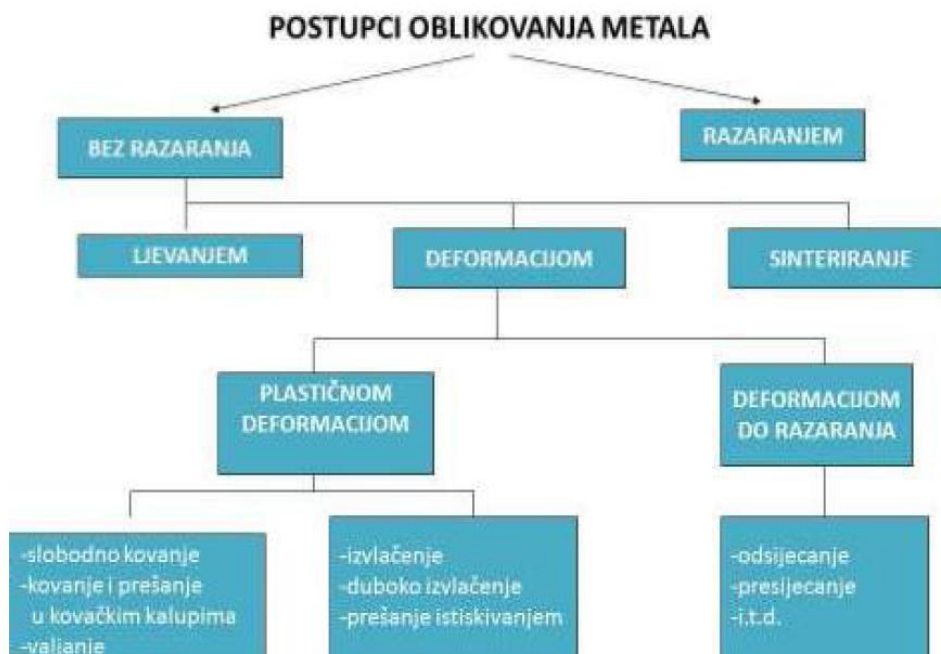 POSTUPCI OBLIKOVANJA METALA
BEZ RAZARANJA
RAZARANJEM
LJEVANJEM
DEFORMACIJOM
SINTERIRANJE
PLASTIČNOM
DEFORMACIJOM
DEFORMACIJOM
DO RAZARANJA
-slobodno kovanje
-kovanje i prešanje
u kovačkim kalupima
-valjanje
-izvlačenje
-duboko izvlačenje
-prešanje istiskivanjem
-odsijecanje
-presijecanje
-i.t.d.